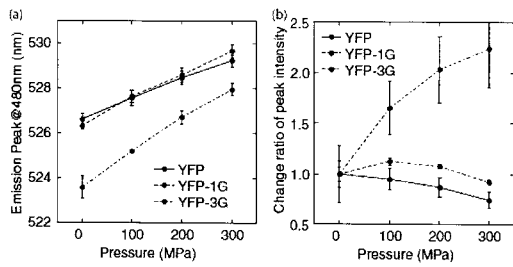 (a)
530
528
526
524
522
Emission Peak@480nm (nm)
YFP
YFP-1G
YFP-3G
0 100 200 300
Pressure (MPa)
(b)
2.5
2.0
1.5
1.0
0.5
Change ratio of peak intensity
YFP
YFP-1G
YFP-3G
0 100 200 300
Pressure (MPa)